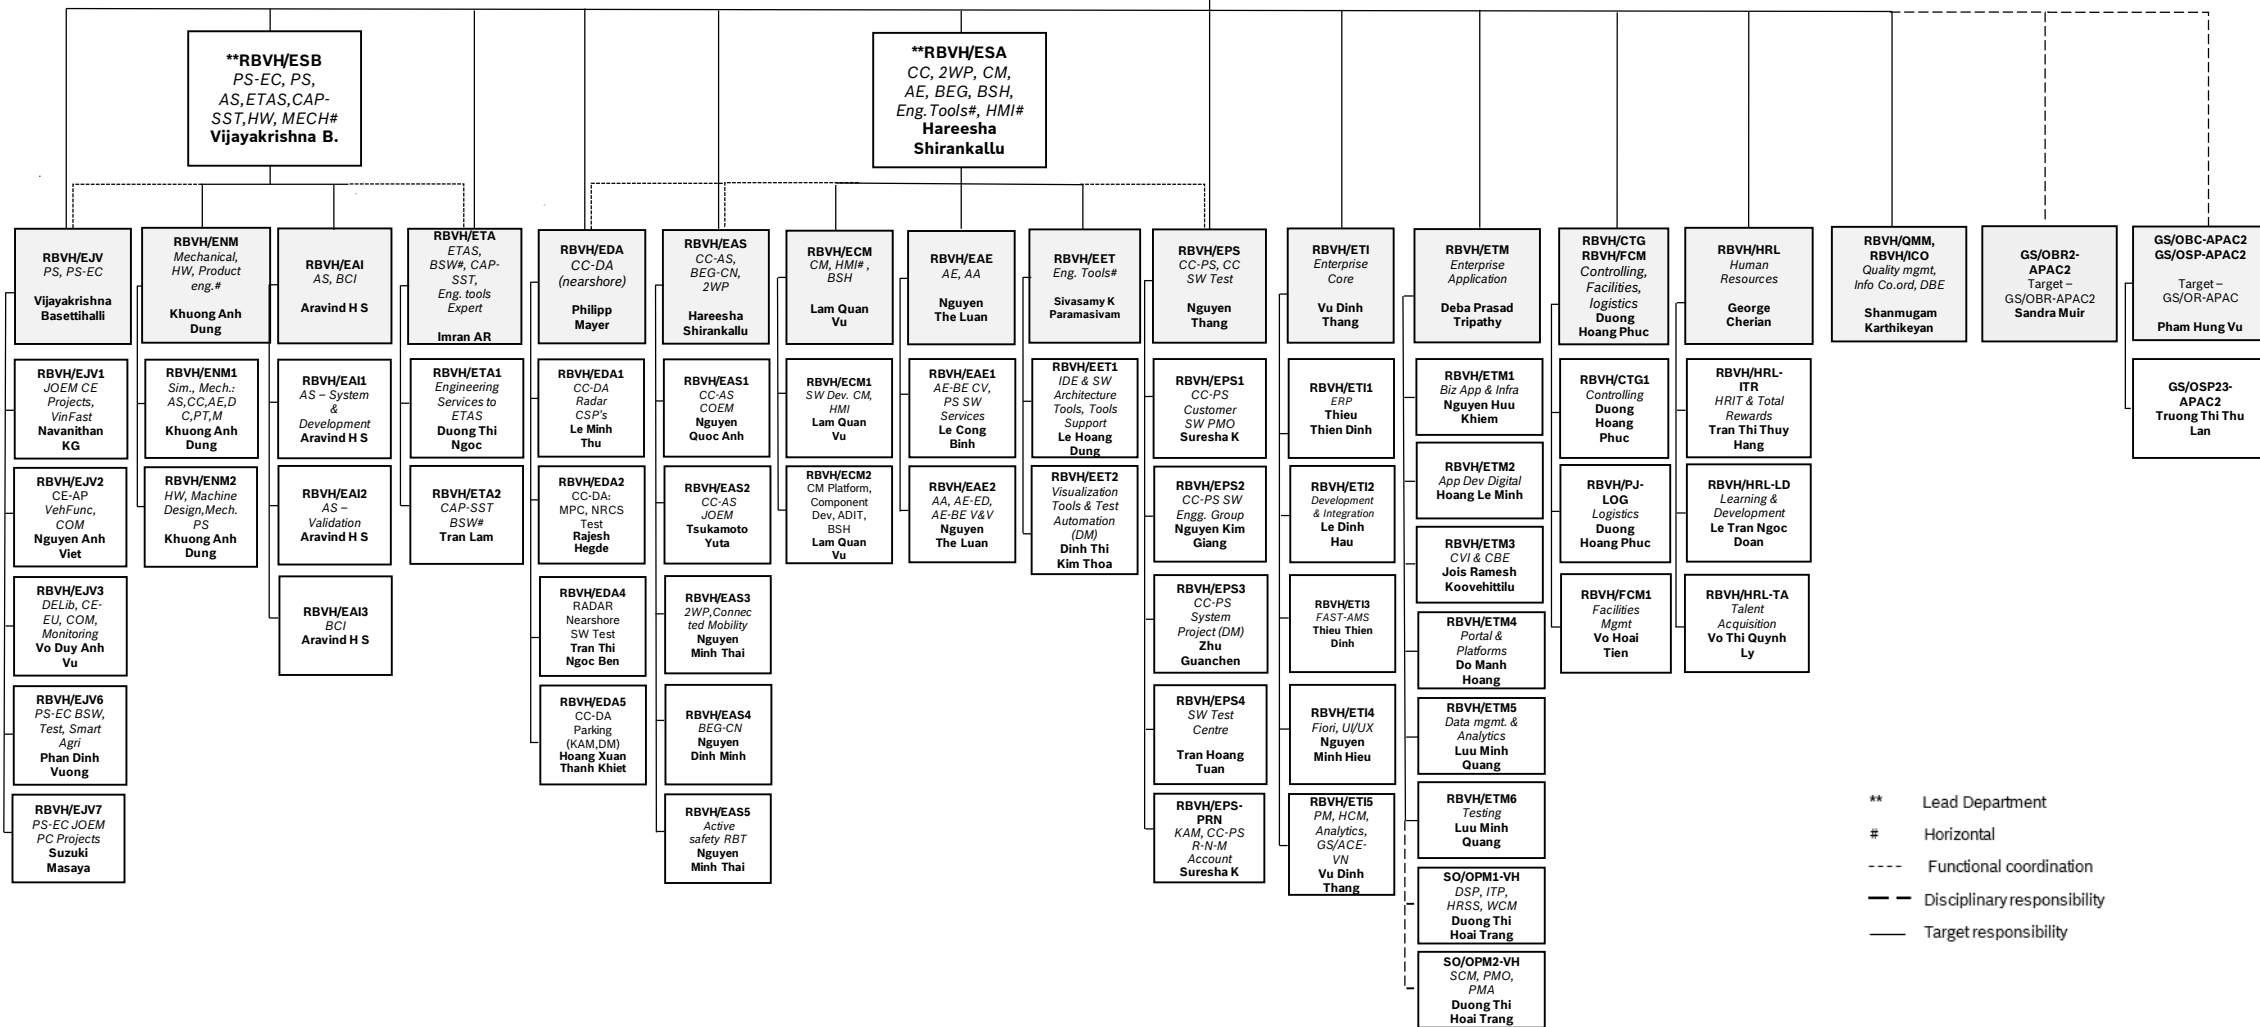 **RBVH/ESB
PS-EC, PS,
AS,ETAS,CAP-
SST,HW, MECH#
Vijayakrishna B.
**RBVH/ESA
CC, 2WP, CM,
AE, BEG, BSH,
Eng.Tools#, HMI#
Hareesha
Shirankallu
RBVH/EJV
PS, PS-EC
Vijayakrishna
Basettihalli
RBVH/ENM
Mechanical,
HW, Product
eng.#
Khuong Anh
Dung
RBVH/EAI
AS, BCI
Aravind H S
RBVH/ETA
ETAS,
BSW#, CAP-
SST,
Eng. tools
Expert
Imran AR
RBVH/EDA
CC-DA
(nearshore)
Philipp
Mayer
RBVH/EAS
CC-AS,
BEG-CN,
2WP
Hareesha
Shirankallu
RBVH/ECM
CM, HMI# ,
BSH
Lam Quan
Vu
RBVH/EAE
AE, AA
Nguyen
The Luan
RBVH/EET
Eng. Tools#
Sivasamy K
Paramasivam
RBVH/EPS
CC-PS, CC
SW Test
Nguyen
Thang
RBVH/ETI
Enterprise
Core
Vu Dinh
Thang
RBVH/ETM
Enterprise
Application
Deba Prasad
Tripathy
RBVH/CTG
RBVH/FCM
Controlling,
Facilities,
logistics
Duong
Hoang Phuc
RBVH/HRL
Human
Resources
George
Cherian
RBVH/QMM,
RBVH/ICO
Quality mgmt,
Info Co.ord, DBE
Shanmugam
Karthikeyan
GS/OBR2-
APAC2
Target –
GS/OBR-APAC2
Sandra Muir
GS/OBC-APAC2
GS/OSP-APAC2
Target –
GS/OR-APAC
Pham Hung Vu
RBVH/EJV1
JOEM CE
Projects,
VinFast
Navanithan
KG
RBVH/ENM1
Sim., Mech.:
AS,CC,AE,D
C,PT,M
Khuong Anh
Dung
RBVH/EAI1
AS – System
&
Development
Aravind H S
RBVH/ETA1
Engineering
Services to
ETAS
Duong Thi
Ngoc
RBVH/EDA1
CC-DA
Radar
CSP's
Le Minh
Thu
RBVH/EAS1
CC-AS
COEM
Nguyen
Quoc Anh
RBVH/ECM1
SW Dev. CM,
HMI
Lam Quan
Vu
RBVH/EAE1
AE-BE CV,
PS SW
Services
Le Cong
Binh
RBVH/EET1
IDE & SW
Architecture
Tools, Tools
Support
Le Hoang
Dung
RBVH/EPS1
CC-PS
Customer
SW PMO
Suresha K
RBVH/ETI1
ERP
Thieu
Thien Dinh
RBVH/ETM1
Biz App & Infra
Nguyen Huu
Khiem
RBVH/CTG1
Controlling
Duong
Hoang
Phuc
RBVH/HRL-
ITR
HRIT & Total
Rewards
Tran Thi Thuy
Hang
GS/OSP23-
APAC2
Truong Thi Thu
Lan
RBVH/EJV2
CE-AP
VehFunc,
COM
Nguyen Anh
Viet
RBVH/ENM2
HW, Machine
Design,Mech.
PS
Khuong Anh
Dung
RBVH/EAI2
AS –
Validation
Aravind H S
RBVH/ETA2
CAP-SST
BSW#
Tran Lam
RBVH/EDA2
CC-DA:
MPC, NRCS
Test
Rajesh
Hegde
RBVH/EAS2
CC-AS
JOEM
Tsukamoto
Yuta
RBVH/ECM2
CM Platform,
Component
Dev, ADIT,
BSH
Lam Quan
Vu
RBVH/EAE2
AA, AE-ED,
AE-BE V&V
Nguyen
The Luan
RBVH/EET2
Visualization
Tools & Test
Automation
(DM)
Dinh Thi
Kim Thoa
RBVH/EPS2
CC-PS SW
Engg. Group
Nguyen Kim
Giang
RBVH/ETI2
Development
& Integration
Le Dinh
Hau
RBVH/ETM2
App Dev Digital
Hoang Le Minh
RBVH/PJ-
LOG
Logistics
Duong
Hoang Phuc
RBVH/HRL-LD
Learning &
Development
Le Tran Ngoc
Doan
RBVH/EJV3
DELib, CE-
EU, COM,
Monitoring
Vo Duy Anh
Vu
RBVH/EAI3
BCI
Aravind H S
RBVH/EDA4
RADAR
Nearshore
SW Test
Tran Thi
Ngoc Ben
RBVH/EAS3
2WP,Connec
ted Mobility
Nguyen
Minh Thai
RBVH/EPS3
CC-PS
System
Project (DM)
Zhu
Guanchen
RBVH/ETI3
FAST-AMS
Thieu Thien
Dinh
RBVH/ETM3
CVI & CBE
Jois Ramesh
Koovehittilu
RBVH/FCM1
Facilities
Mgmt
Vo Hoai
Tien
RBVH/HRL-TA
Talent
Acquisition
Vo Thi Quynh
Ly
RBVH/ETM4
Portal &
Platforms
Do Manh
Hoang
RBVH/EJV6
PS-EC BSW,
Test, Smart
Agri
Phan Dinh
Vuong
RBVH/EDA5
CC-DA
Parking
(KAM,DM)
Hoang Xuan
Thanh Khiet
RBVH/EAS4
BEG-CN
Nguyen
Dinh Minh
RBVH/EPS4
SW Test
Centre
Tran Hoang
Tuan
RBVH/ETI4
Fiori, UI/UX
Nguyen
Minh Hieu
RBVH/ETM5
Data mgmt. &
Analytics
Luu Minh
Quang
RBVH/EJV7
PS-EC JOEM
PC Projects
Suzuki
Masaya
RBVH/EAS5
Active
safety RBT
Nguyen
Minh Thai
RBVH/EPS-
PRN
KAM, CC-PS
R-N-M
Account
Suresha K
RBVH/ETI5
PM, HCM,
Analytics,
GS/ACE-
VN
Vu Dinh
Thang
RBVH/ETM6
Testing
Luu Minh
Quang
SO/OPM1-VH
DSP, ITP,
HRSS, WCM
Duong Thi
Hoai Trang
SO/OPM2-VH
SCM, PMO,
PMA
Duong Thi
Hoai Trang
** Lead Department
# Horizontal
Functional coordination
Disciplinary responsibility
Target responsibility